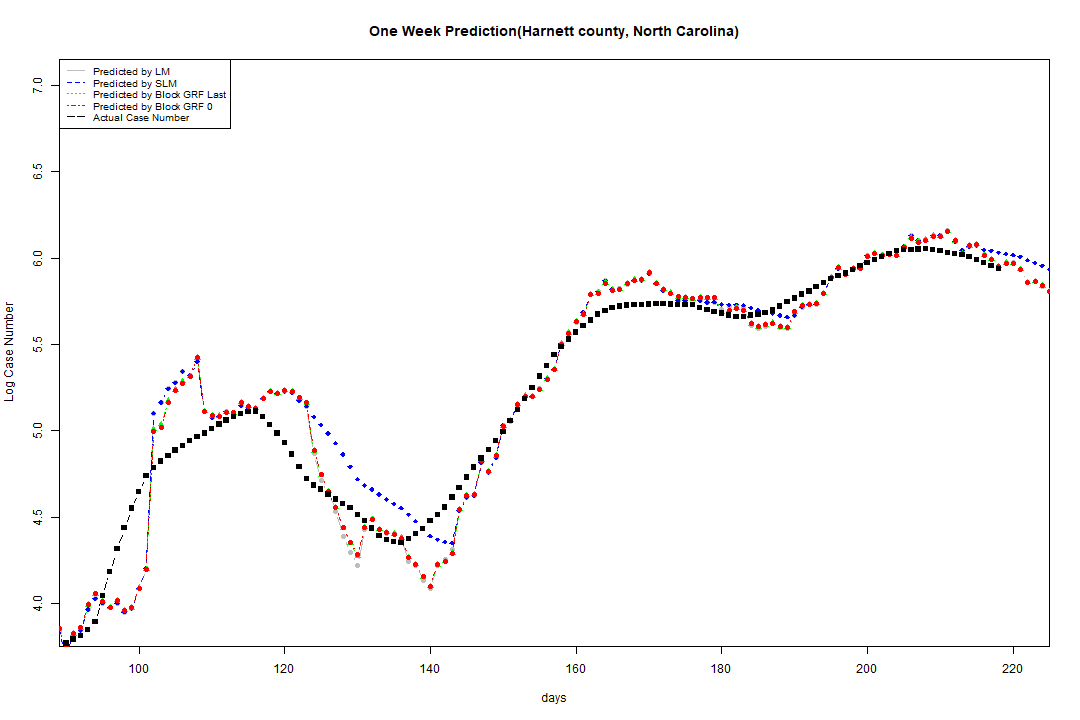 One Week Prediction(Harnett county, North Carolina)
Predicted by LM
Predicted by SLM
Predicted by Block GRF Last
Predicted by Block GRF 0
Actual Case Number
7.0
6.5
6.0
5.5
5.0
4.5
4.0
Log Case Number
100 120 140 160 180 200 220
days